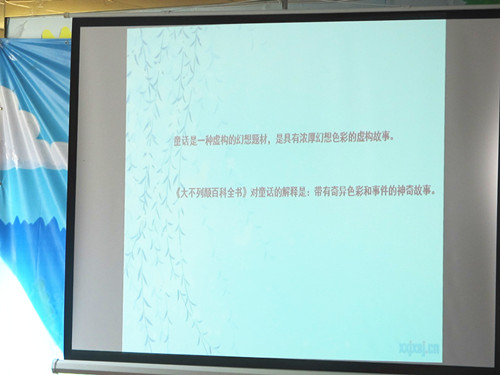 童话是一种虚构的幻想题材，是具有浓厚幻想色彩的虚构故事。
《大不列颠百科全书》对童话的解释是：带有奇异色彩和事件的神奇故事。